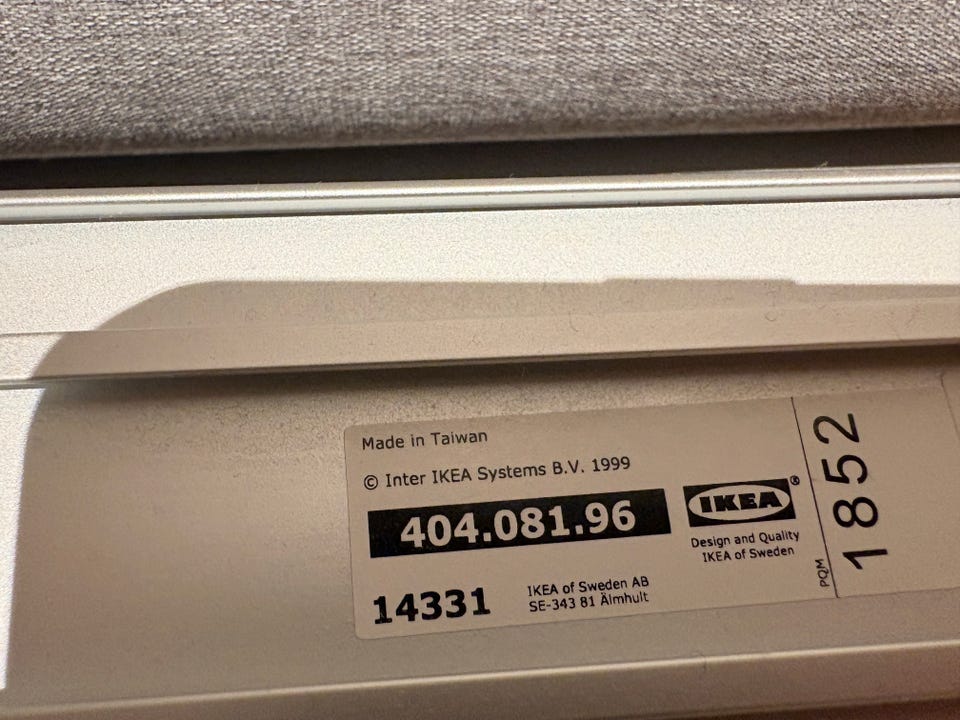 Made in Taiwan
© Inter IKEA Systems B.V. 1999
404.081.96
IKEA®
Design and Quality
IKEA of Sweden
14331
IKEA of Sweden AB
SE-343 81 Älmhult
PQM
1852